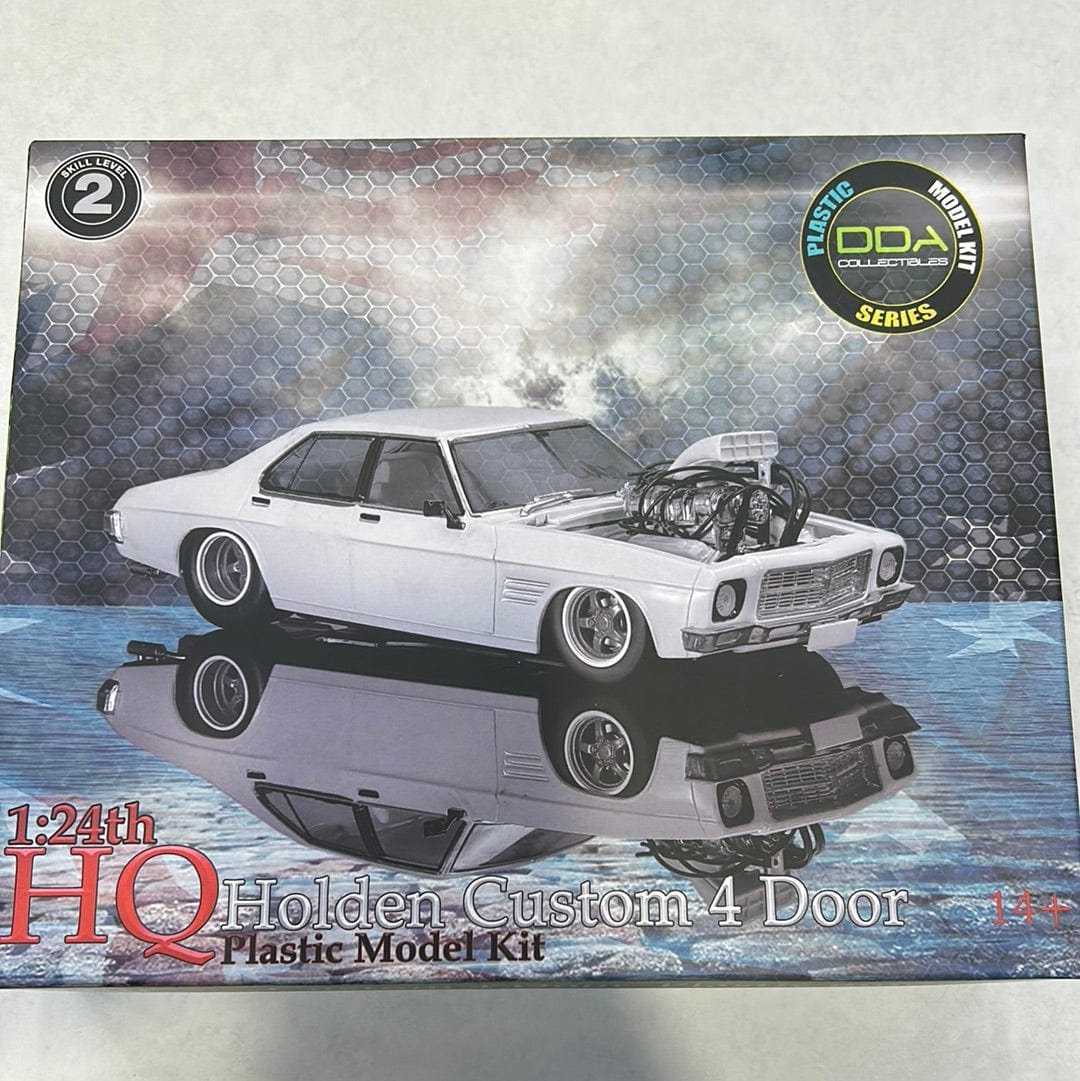 SKILL LEVEL
2
PLASTIC MODEL KIT
DDA
COLLECTIBLES
SERIES
1:24th
HQ Holden Custom 4 Door
14+
Plastic Model Kit